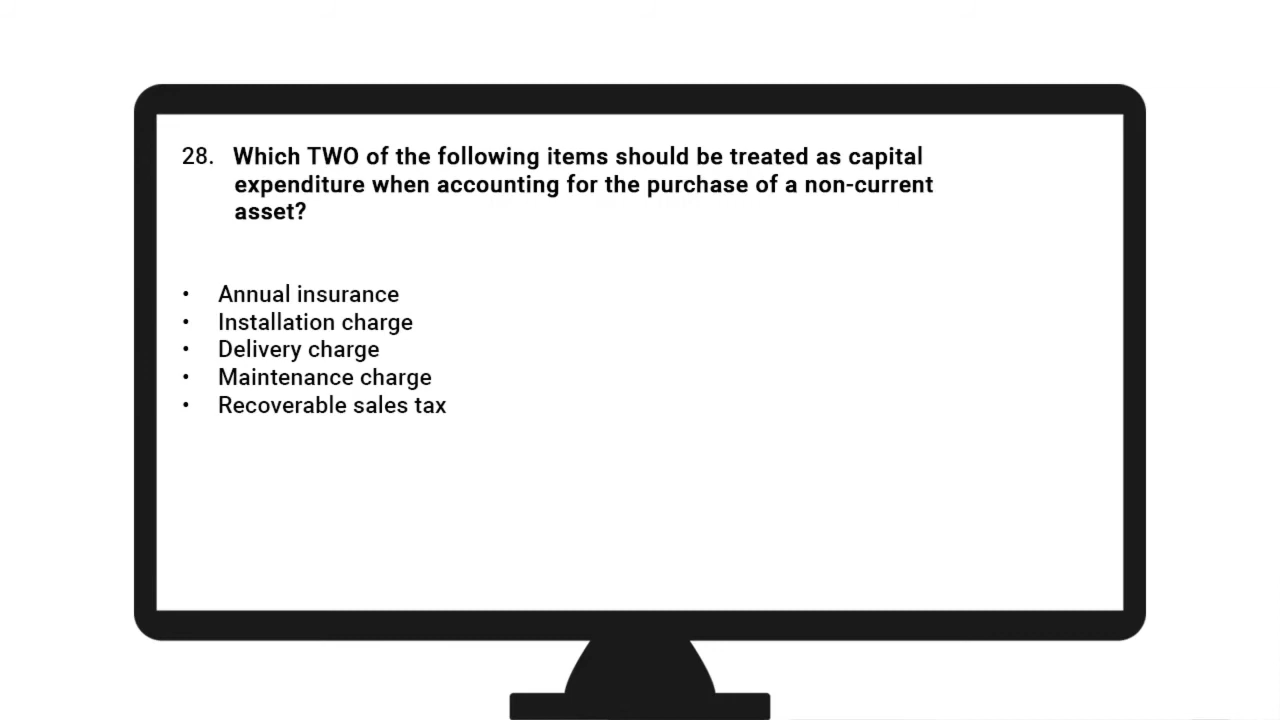 28. Which TWO of the following items should be treated as capital
expenditure when accounting for the purchase of a non-current
asset?
• Annual insurance
• Installation charge
• Delivery charge
• Maintenance charge
• Recoverable sales tax